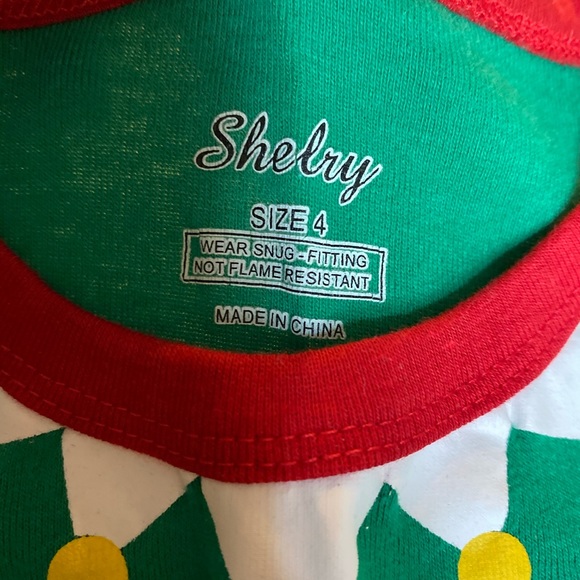 Shelry
SIZE 4
WEAR SNUG - FITTING
NOT FLAME RESISTANT
MADE IN CHINA